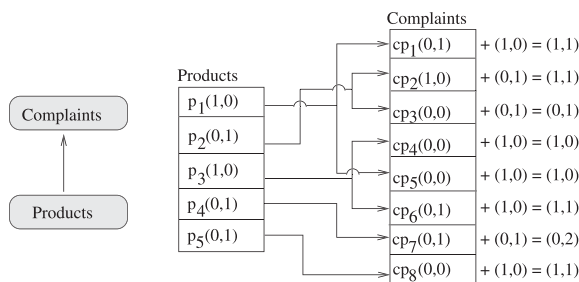 Complaints
cp1(0,1) + (1,0) = (1,1)
cp2(1,0) + (0,1) = (1,1)
cp3(0,0) + (0,1) = (0,1)
cp4(0,0) + (1,0) = (1,0)
cp5(0,0) + (1,0) = (1,0)
cp6(0,1) + (1,0) = (1,1)
cp7(0,1) + (0,1) = (0,2)
cp8(0,0) + (1,0) = (1,1)
Products
p1(1,0)
p2(0,1)
p3(1,0)
p4(0,1)
p5(0,1)
Complaints
Products